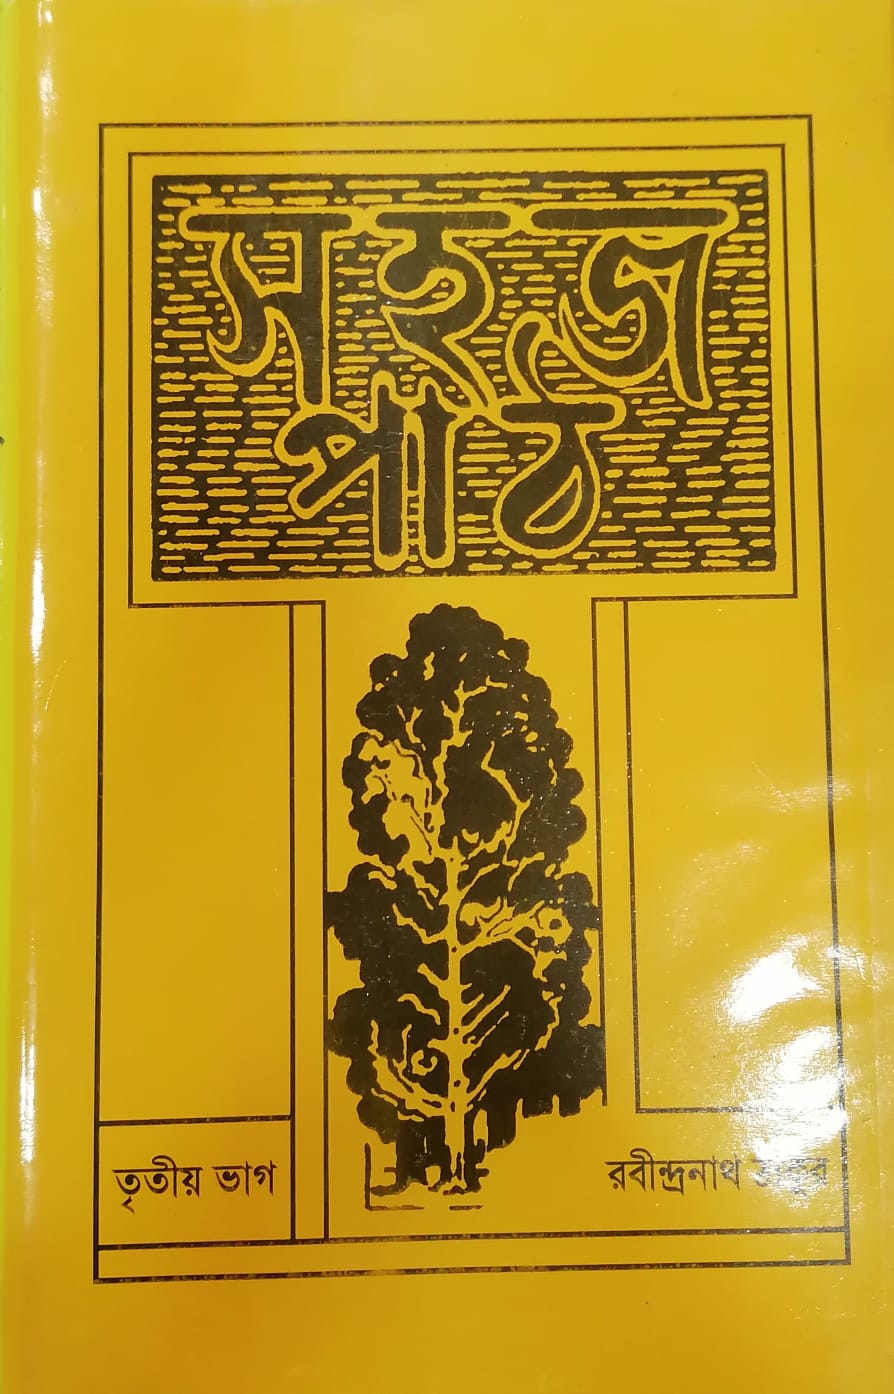 সহজ
পাঠ
তৃতীয় ভাগ
রবীন্দ্রনাথ ঠাকুর